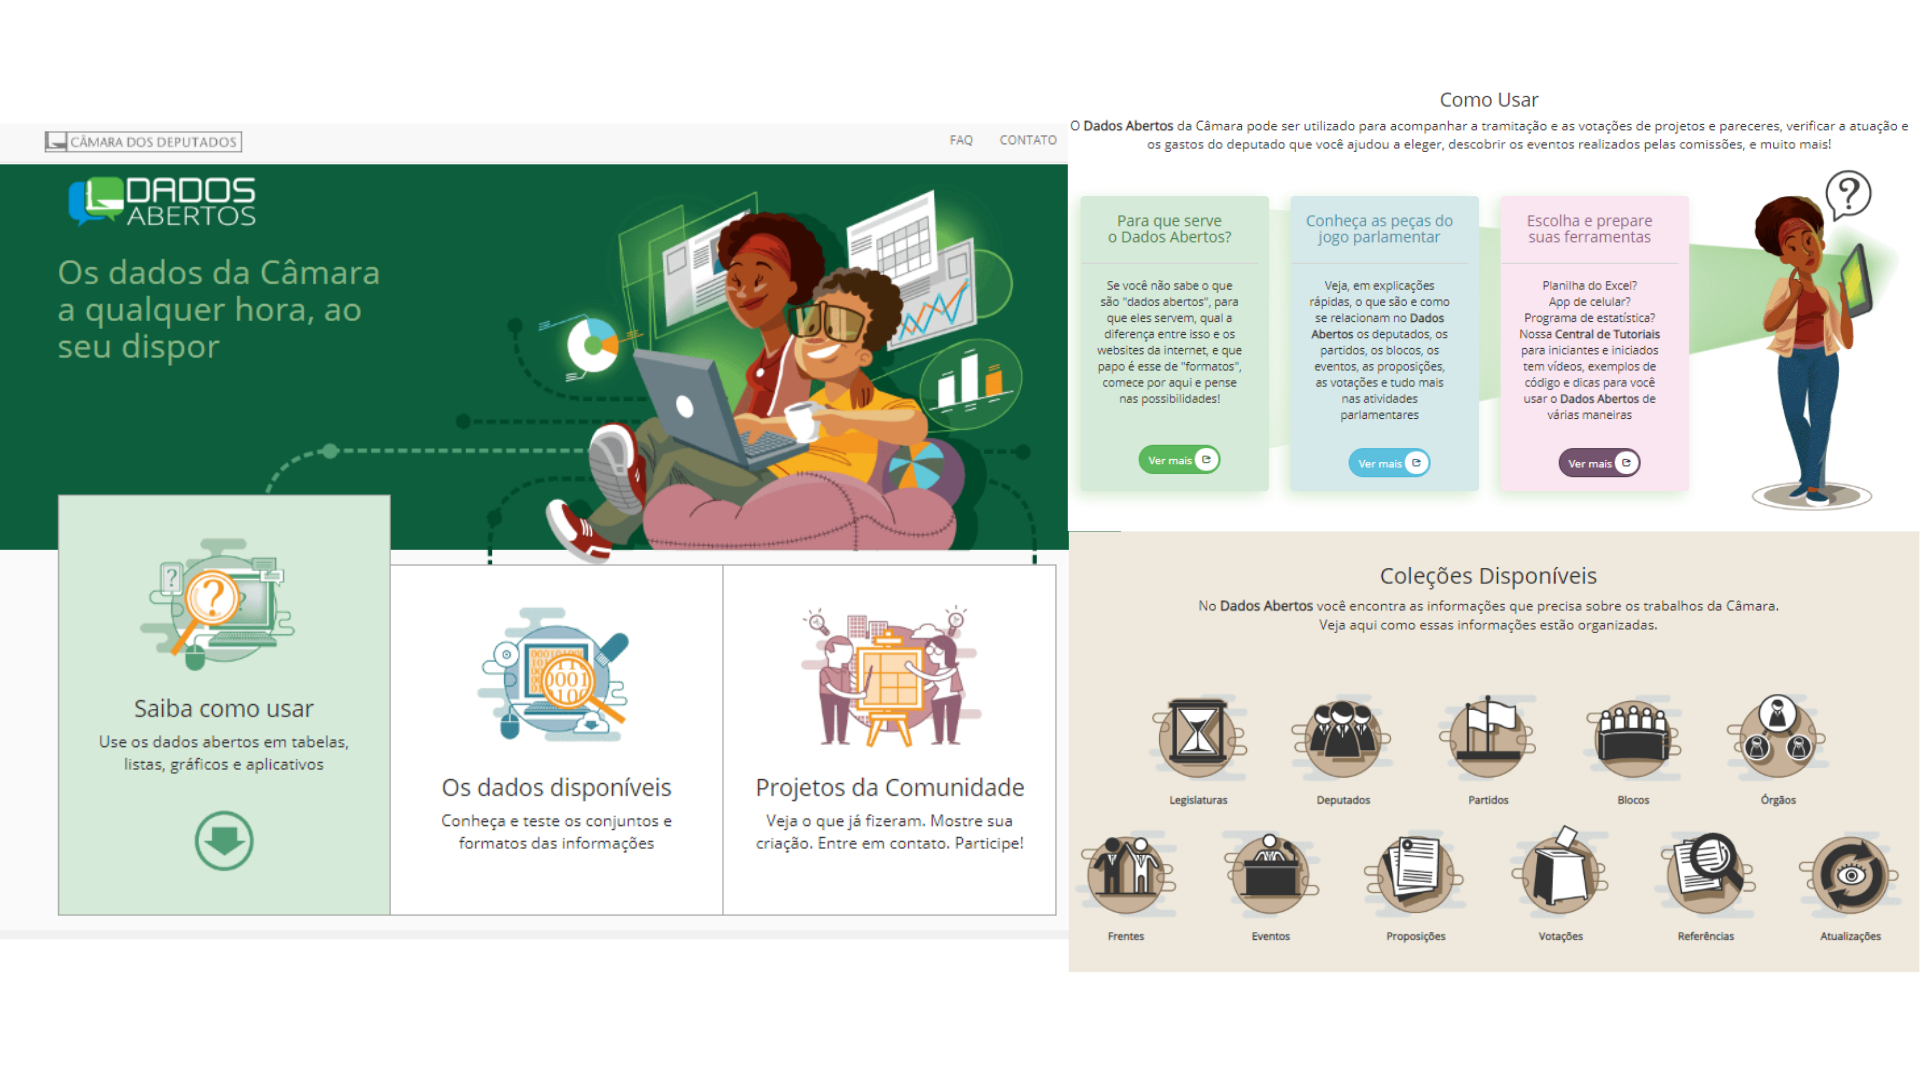 CÂMARA DOS DEPUTADOS
FAQ
CONTATO
DADOS
ABERTOS
Os dados da Câmara
a qualquer hora, ao
seu dispor
?
?
Saiba como usar
Use os dados abertos em tabelas,
listas, gráficos e aplicativos
Os dados disponíveis
Conheça e teste os conjuntos e
formatos das informações
Projetos da Comunidade
Veja o que já fizeram. Mostre sua
criação. Entre em contato. Participe!
Como Usar
O Dados Abertos da Câmara pode ser utilizado para acompanhar a tramitação e as votações de projetos e pareceres, verificar a atuação e
os gastos do deputado que você ajudou a eleger, descobrir os eventos realizados pelas comissões, e muito mais!
Para que serve
o Dados Abertos?
Se você não sabe o que
são "dados abertos", para
que eles servem, qual a
diferença entre isso e os
websites da internet, e que
papo é esse de "formatos",
comece por aqui e pense
nas possibilidades!
Ver mais
Conheça as peças do
jogo parlamentar
Veja, em explicações
rápidas, o que são e como
se relacionam no Dados
Abertos os deputados, os
partidos, os blocos, os
eventos, as proposições,
as votações e tudo mais
nas atividades
parlamentares
Ver mais
Escolha e prepare
suas ferramentas
Planilha do Excel?
App de celular?
Programa de estatística?
Nossa Central de Tutoriais
para iniciantes e iniciados
tem vídeos, exemplos de
código e dicas para você
usar o Dados Abertos de
várias maneiras
Ver mais
?
Coleções Disponíveis
No Dados Abertos você encontra as informações que precisa sobre os trabalhos da Câmara.
Veja aqui como essas informações estão organizadas.
Legislaturas
Deputados
Partidos
Blocos
Órgãos
Frentes
Eventos
Proposições
Votações
Referências
Atualizações